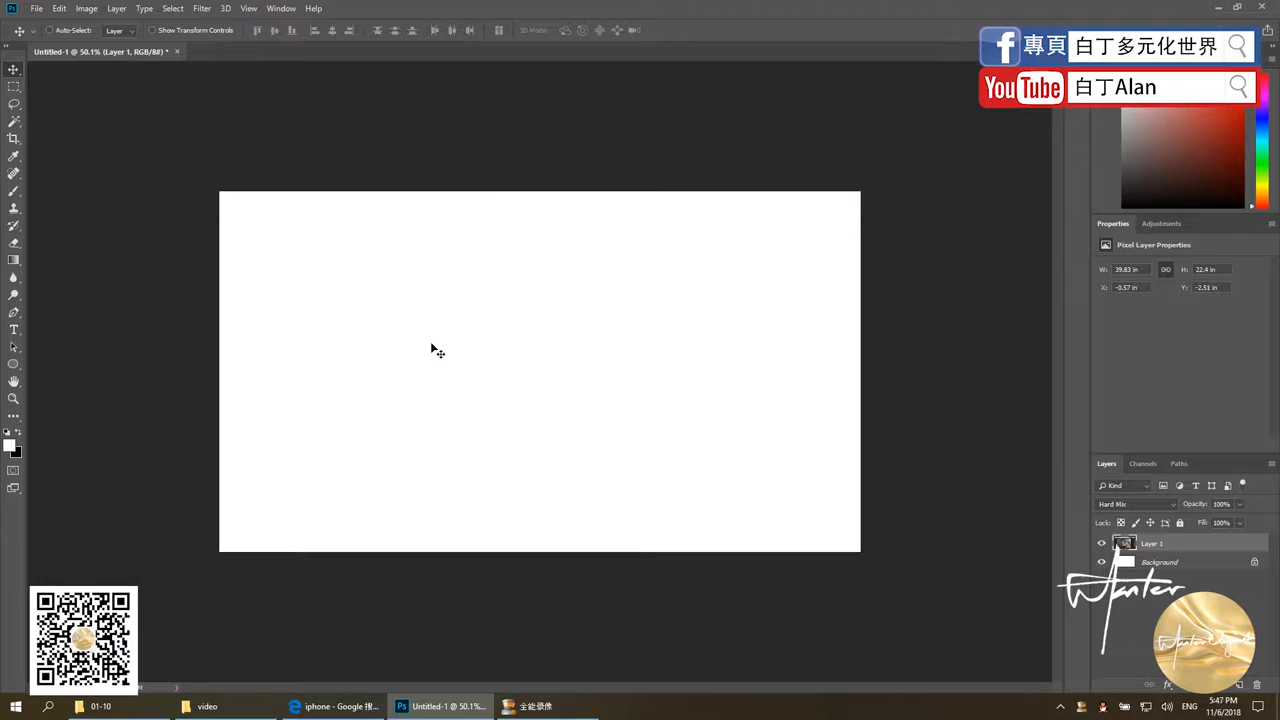 Ps File Edit Image Layer Type Select Filter 3D View Window Help
Auto-Select: Layer Show Transform Controls 3D Mode:
Untitled-1 @ 50.1% (Layer 1, RGB/8#) *
f 專頁 白丁多元化世界
YouTube 白丁Alan
Properties Adjustments
Pixel Layer Properties
W: 39.83 in H: 22.4 in
X: -0.57 in Y: -2.51 in
Layers Channels Paths
Kind
Hard Mix Opacity: 100%
Lock: Fill: 100%
Layer 1
Background
01-10 video iphone - Google 搜... Ps Untitled-1 @ 50.1%... 全能录像
5:47 PM
11/6/2018